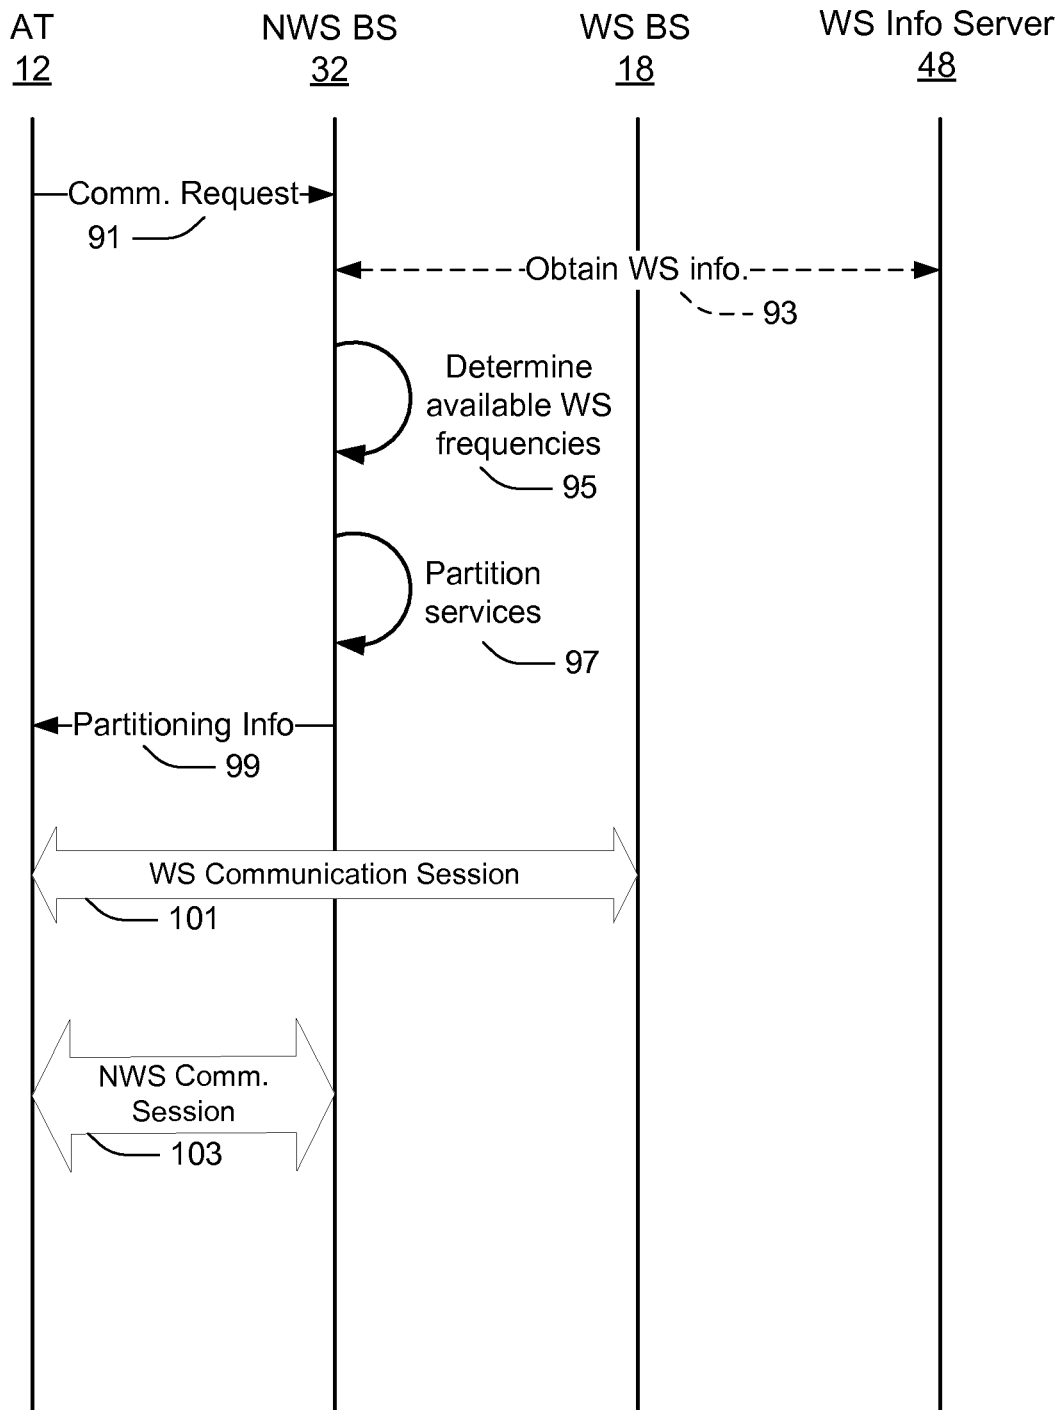 AT
12
NWS BS
32
WS BS
18
WS Info Server
48
Comm. Request
91
Obtain WS info.
93
Determine
available WS
frequencies
95
Partition
services
97
Partitioning Info
99
WS Communication Session
101
NWS Comm.
Session
103